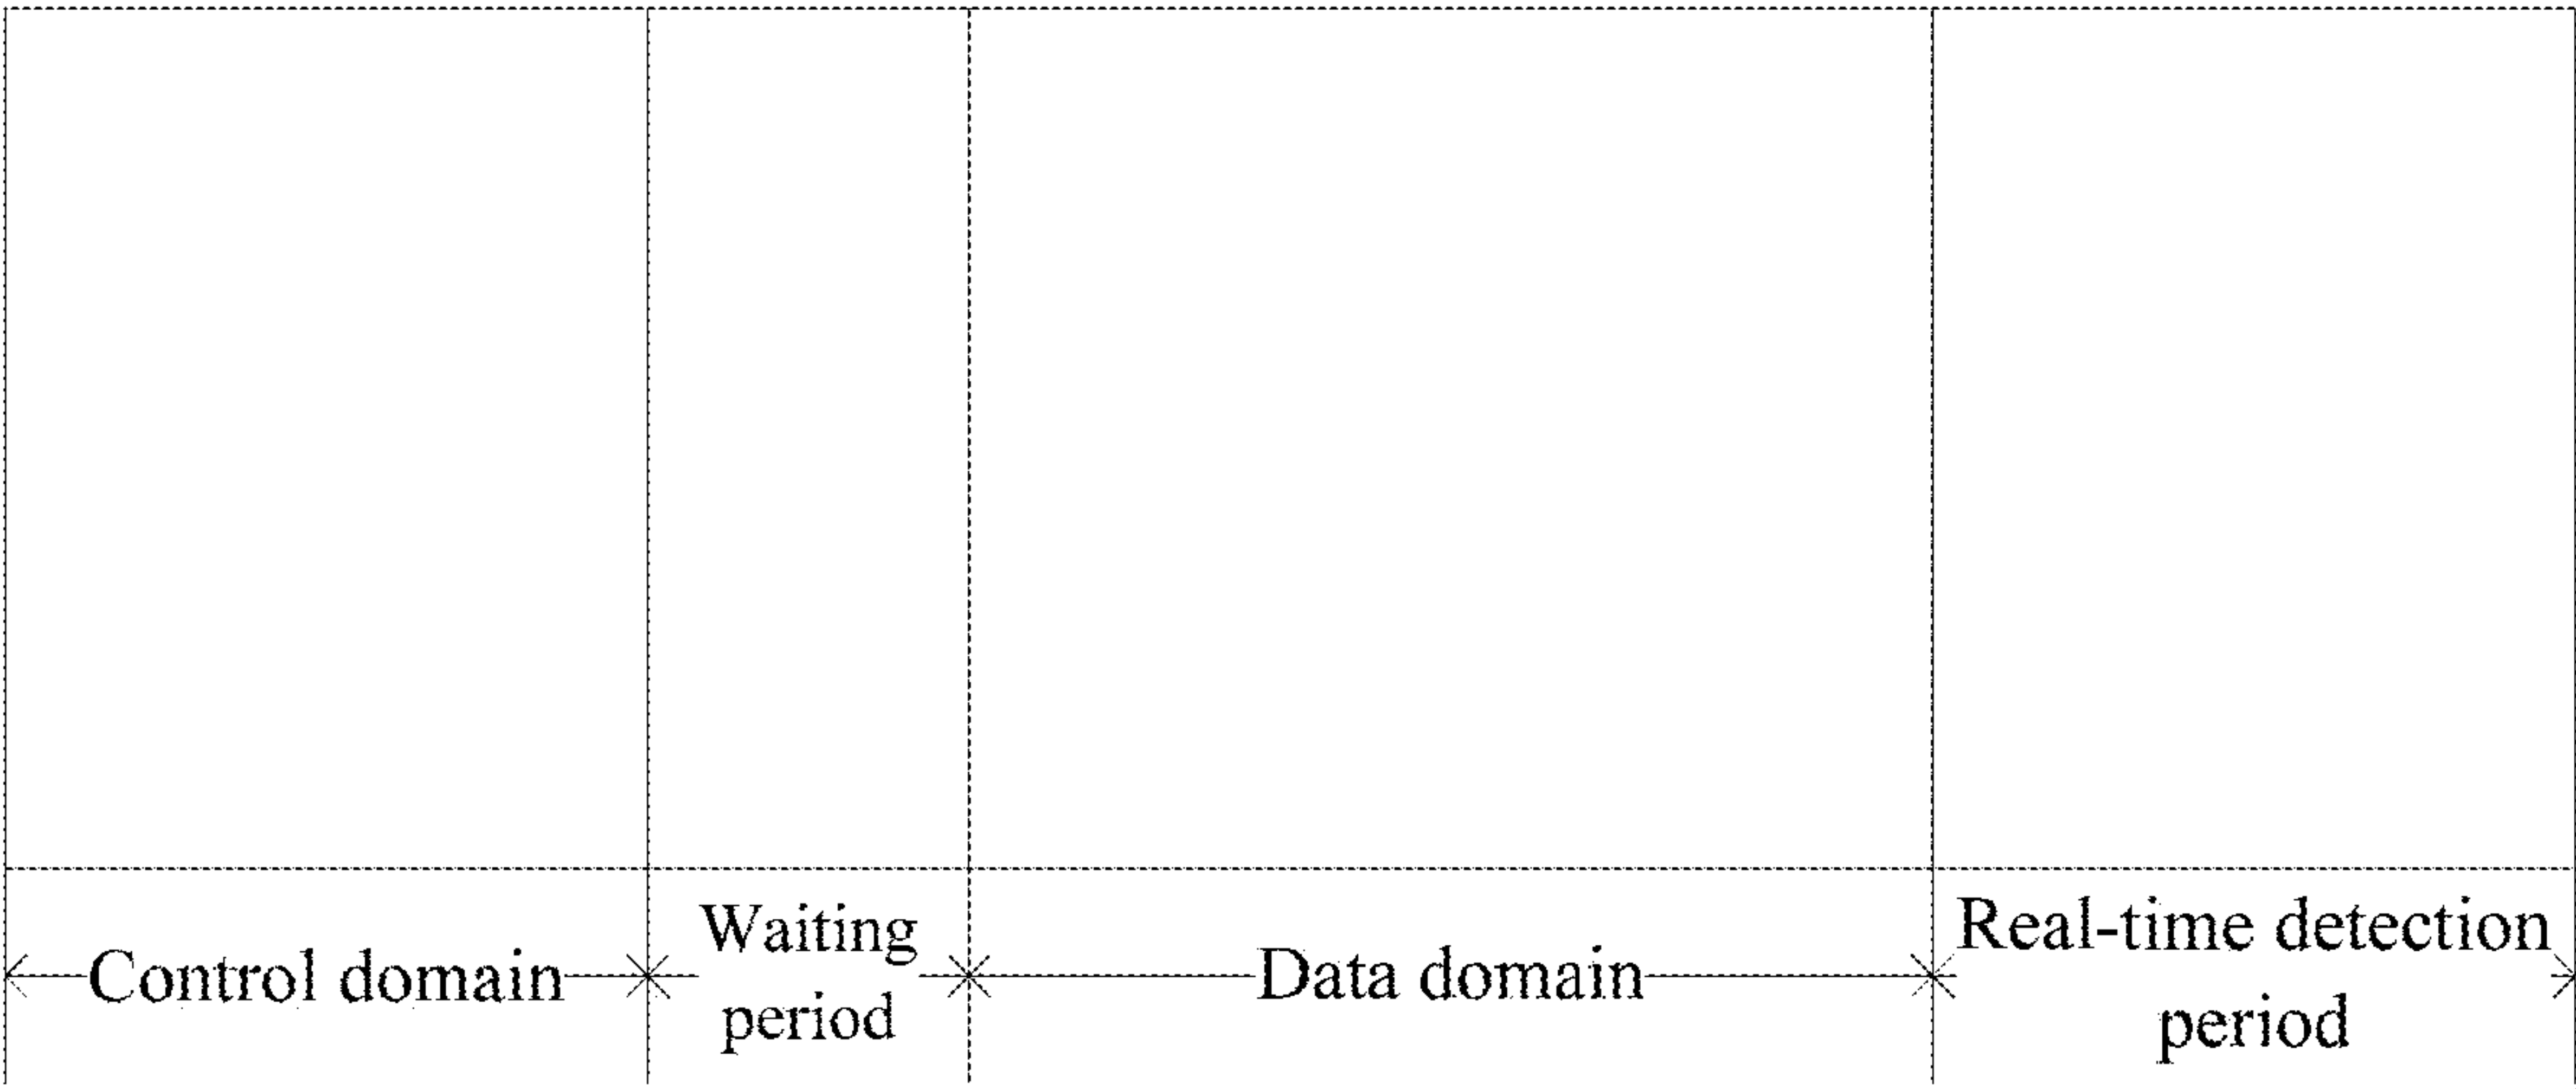 Control domain
Waiting
period
Data domain
Real-time detection
period